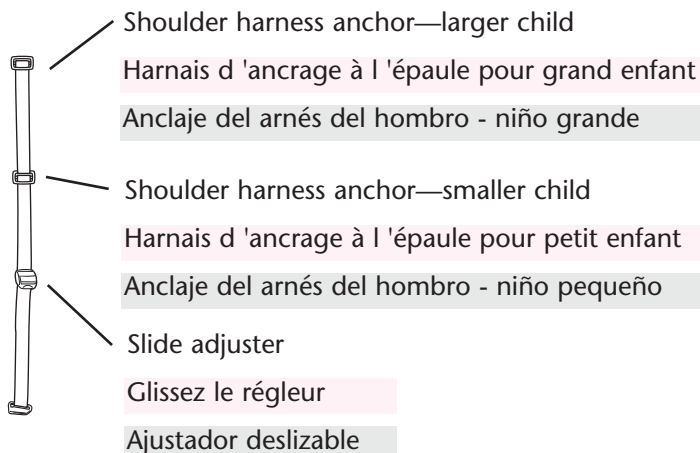 Shoulder harness anchor—larger child
Harnais d 'ancrage à l 'épaule pour grand enfant
Anclaje del arnés del hombro - niño grande
Shoulder harness anchor—smaller child
Harnais d 'ancrage à l 'épaule pour petit enfant
Anclaje del arnés del hombro - niño pequeño
Slide adjuster
Glissez le régleur
Ajustador deslizable